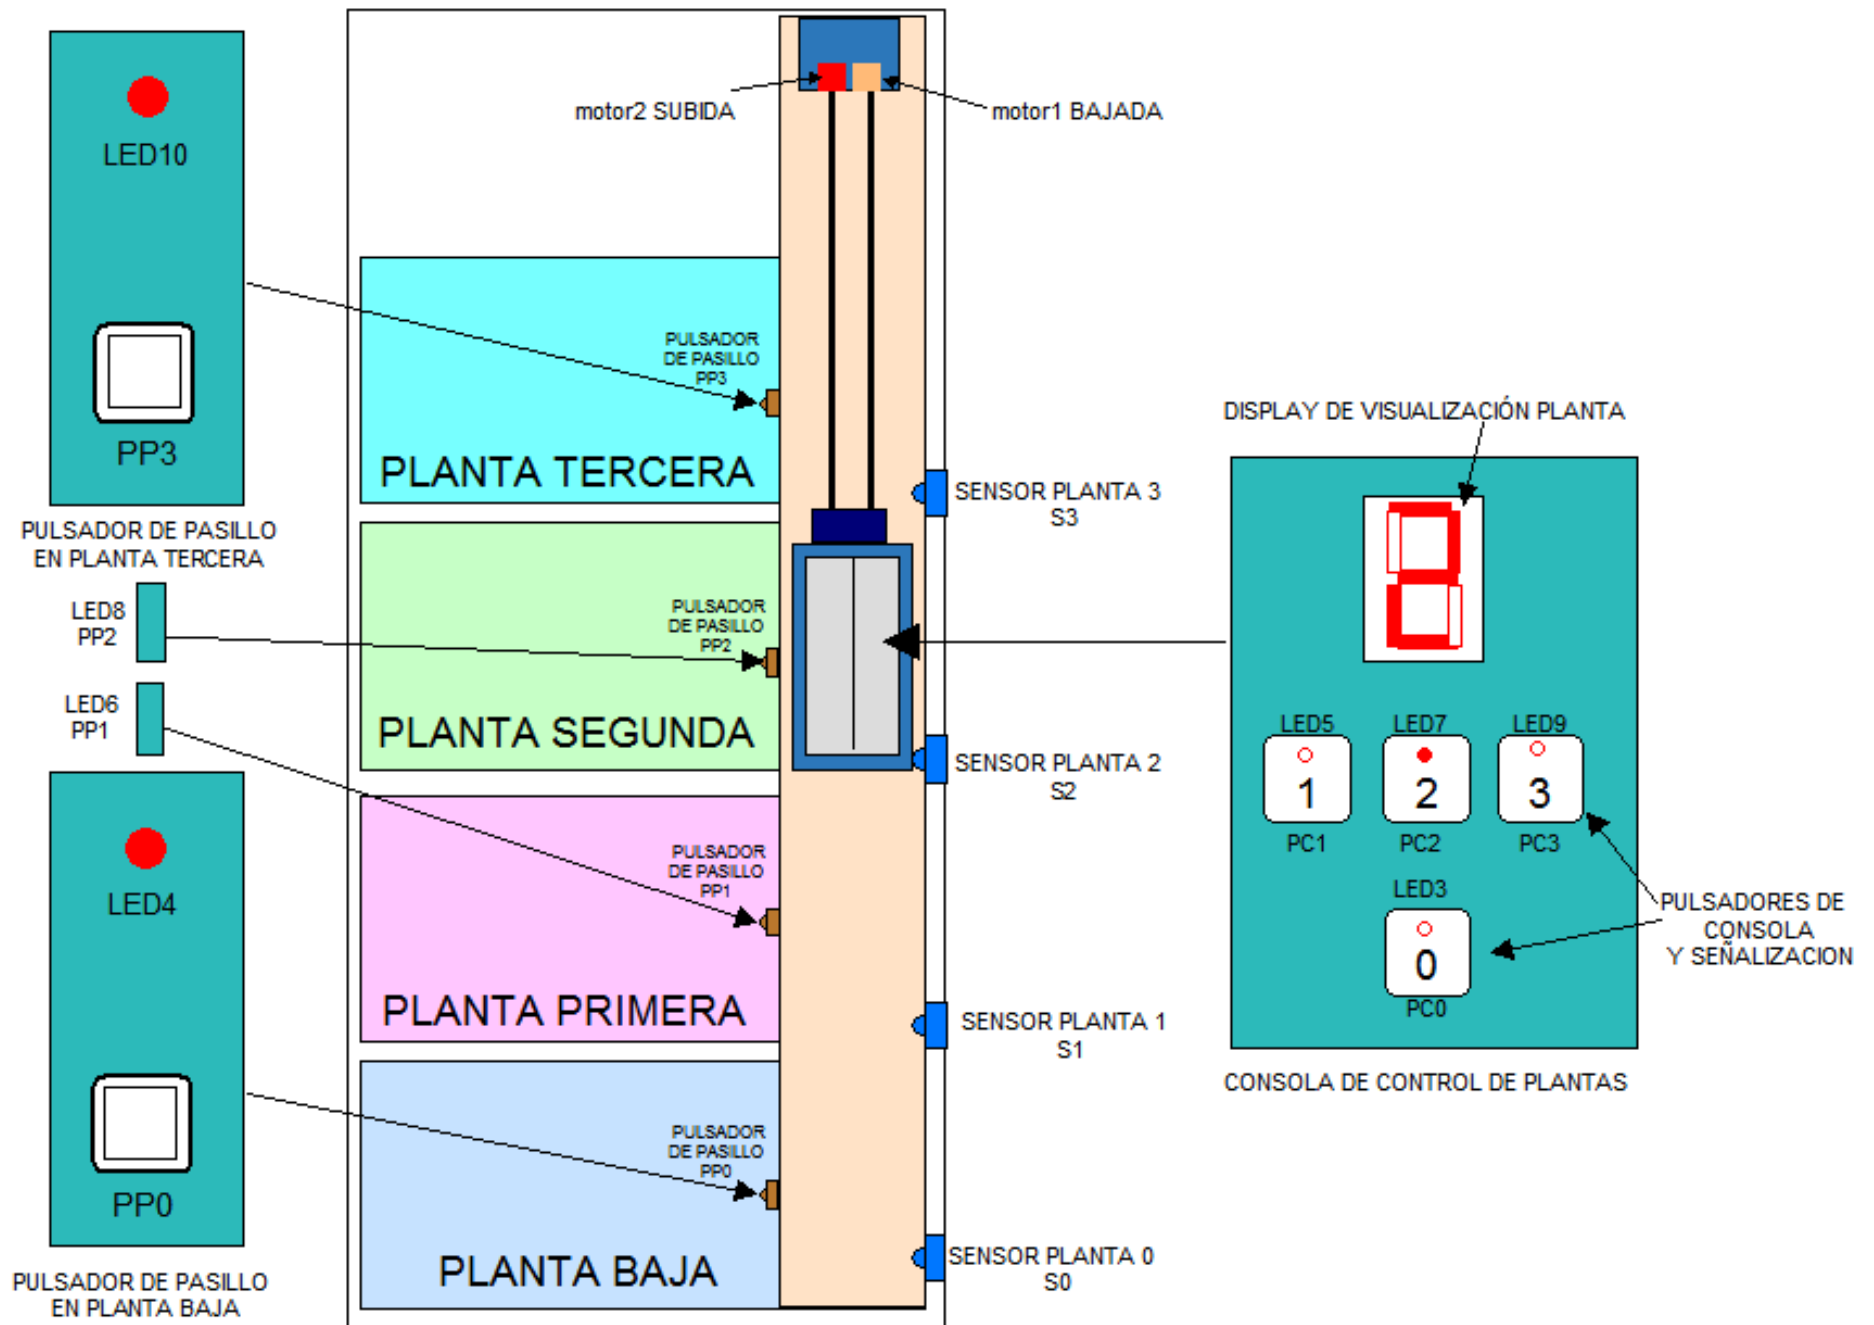 LED10
PP3
PULSADOR DE PASILLO
EN PLANTA TERCERA
LED8
PP2
LED6
PP1
LED4
PP0
PULSADOR DE PASILLO
EN PLANTA BAJA
motor2 SUBIDA
motor1 BAJADA
PULSADOR
DE PASILLO
PP3
PLANTA TERCERA
PULSADOR
DE PASILLO
PP2
PLANTA SEGUNDA
PULSADOR
DE PASILLO
PP1
PLANTA PRIMERA
PULSADOR
DE PASILLO
PP0
PLANTA BAJA
SENSOR PLANTA 3
S3
SENSOR PLANTA 2
S2
SENSOR PLANTA 1
S1
SENSOR PLANTA 0
S0
DISPLAY DE VISUALIZACIÓN PLANTA
2
LED5 LED7 LED9
1 2 3
PC1 PC2 PC3
LED3
0
PC0
PULSADORES DE
CONSOLA
Y SEÑALIZACION
CONSOLA DE CONTROL DE PLANTAS